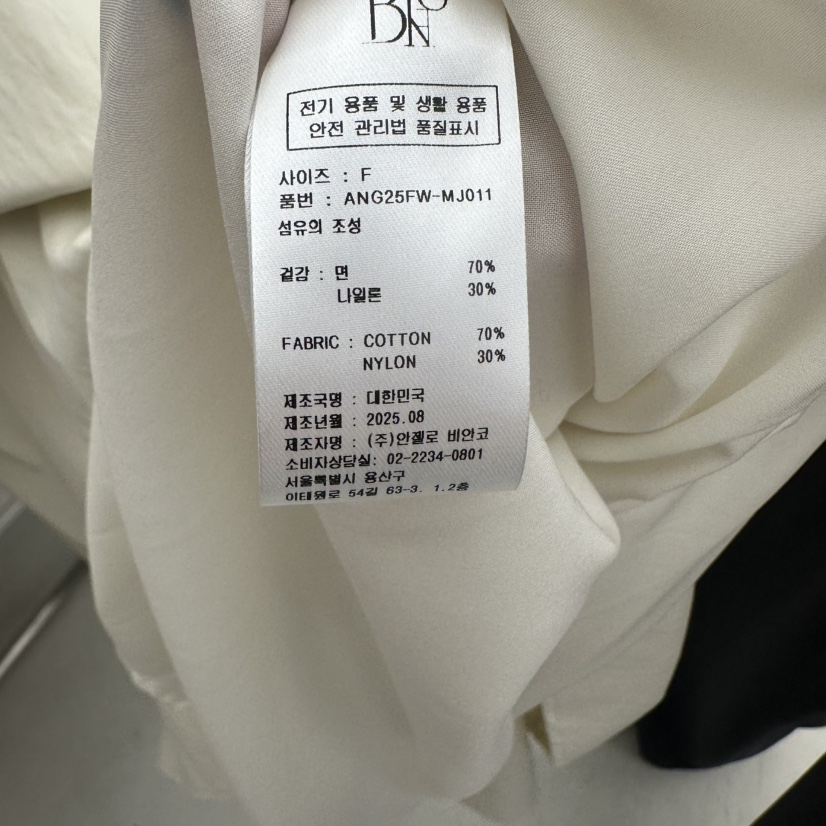 전기 용품 및 생활 용품
안전 관리법 품질표시
사이즈 : F
품번 : ANG25FW-MJ011
섬유의 조성
겉감 : 면 70%
나일론 30%
FABRIC : COTTON 70%
NYLON 30%
제조국명 : 대한민국
제조년월 : 2025.08
제조자명 : (주)안젤로 비안코
소비자상담실: 02-2234-0801
서울특별시 용산구
이태원로 54길 63-3. 1.2층